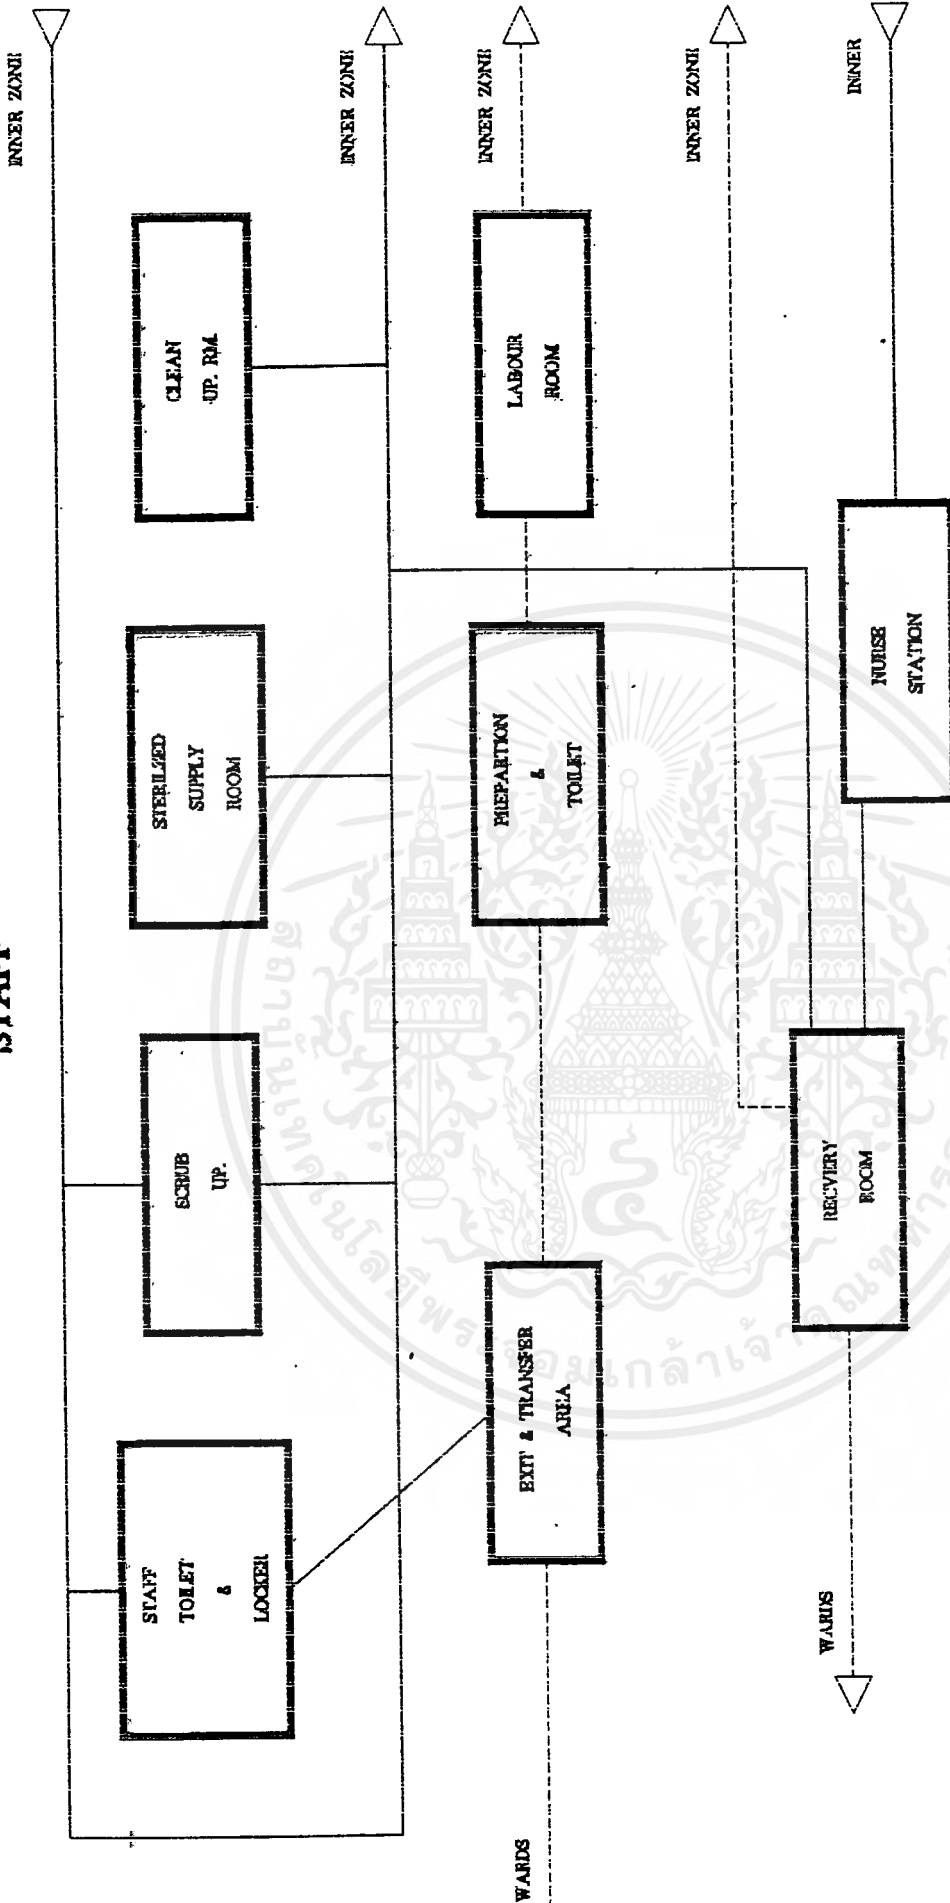 STAFF
INNER ZONE
STAFF
TOILET
&
LOCKER
SCRUB
UP.
STERILIZED
SUPPLY
ROOM
CLEAN
UP. RM.
INNER ZONE
WARDS
EXIT & TRANSFER
AREA
PREPARTION
&
TOILET
LABOUR
ROOM
INNER ZONE
INNER ZONE
WARDS
RECVERY
ROOM
NURSE
STATION
INNER